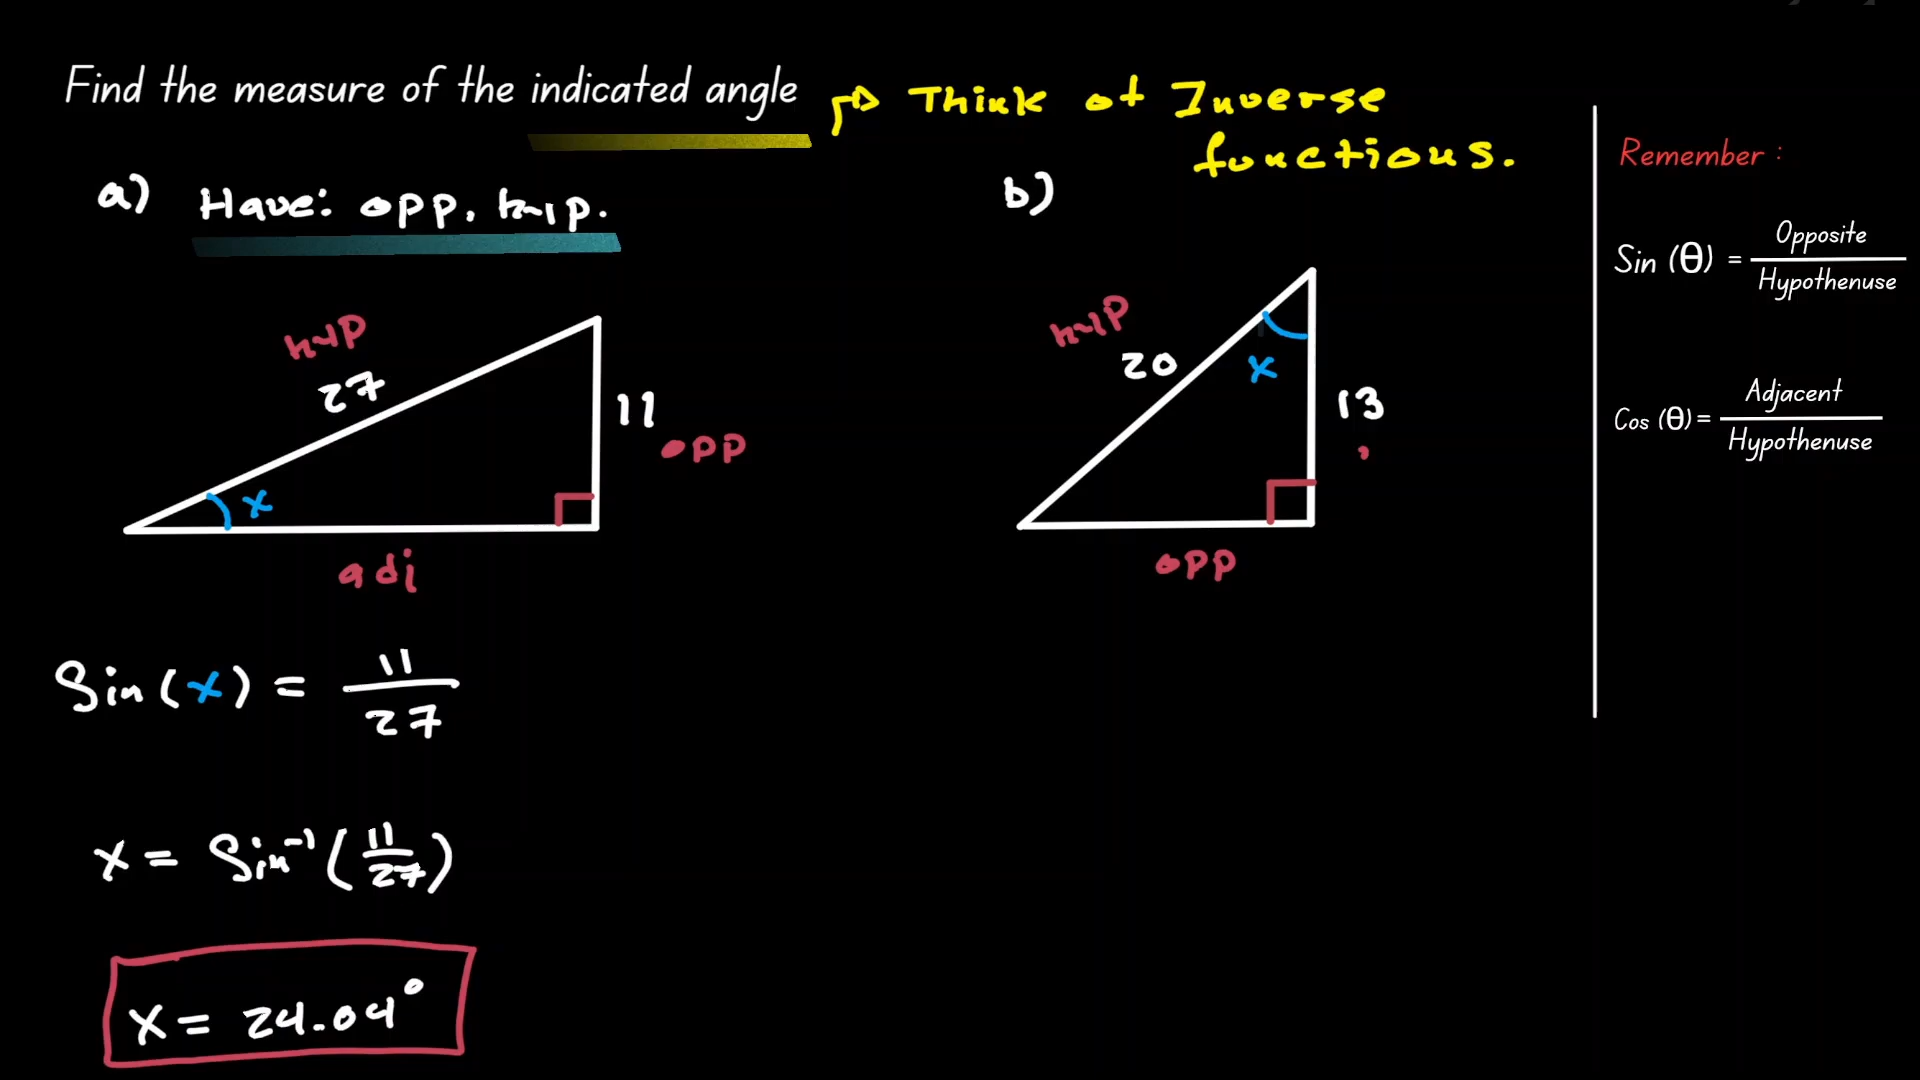 Find the measure of the indicated angle
Think of Inverse
functions.
a) Have: opp, hyp.
hyp
27
11
opp
x
adj
Sin(x) = 11/27
x = Sin⁻¹(11/27)
x = 24.04°
b)
hyp
20
x
13
opp
Remember :
Sin (θ) = Opposite/Hypothenuse
Cos (θ) = Adjacent/Hypothenuse